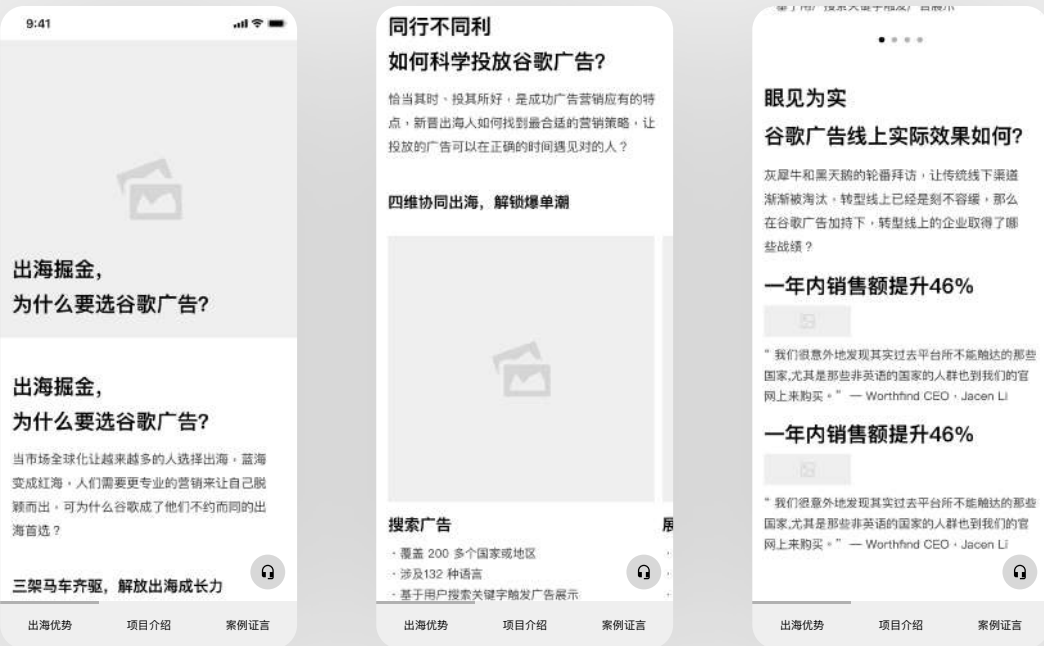 9:41
出海掘金，
为什么要选谷歌广告?
出海掘金，
为什么要选谷歌广告?
当市场全球化让越来越多的人选择出海，蓝海
变成红海，人们需要更专业的营销来让自己脱
颖而出，可为什么谷歌成了他们不约而同的出
海首选？
三架马车齐驱，解放出海成长力
出海优势 项目介绍 案例证言
同行不同利
如何科学投放谷歌广告?
恰当其时、投其所好，是成功广告营销应有的特
点，新晋出海人如何找到最合适的营销策略，让
投放的广告可以在正确的时间遇见对的人？
四维协同出海，解锁爆单潮
搜索广告
展
· 覆盖 200 多个国家或地区
· 涉及132 种语言
· 基于用户搜索关键字触发广告展示
出海优势 项目介绍 案例证言
基于用户搜索关键字触发广告展示
眼见为实
谷歌广告线上实际效果如何?
灰犀牛和黑天鹅的轮番拜访，让传统线下渠道
渐渐被淘汰，转型线上已经是刻不容缓，那么
在谷歌广告加持下，转型线上的企业取得了哪
些战绩？
一年内销售额提升46%
“ 我们很意外地发现其实过去平台所不能触达的那些
国家,尤其是那些非英语的国家的人群也到我们的官
网上来购买。” — Worthfind CEO，Jacen Li
一年内销售额提升46%
“ 我们很意外地发现其实过去平台所不能触达的那些
国家,尤其是那些非英语的国家的人群也到我们的官
网上来购买。” — Worthfind CEO，Jacen Li
出海优势 项目介绍 案例证言